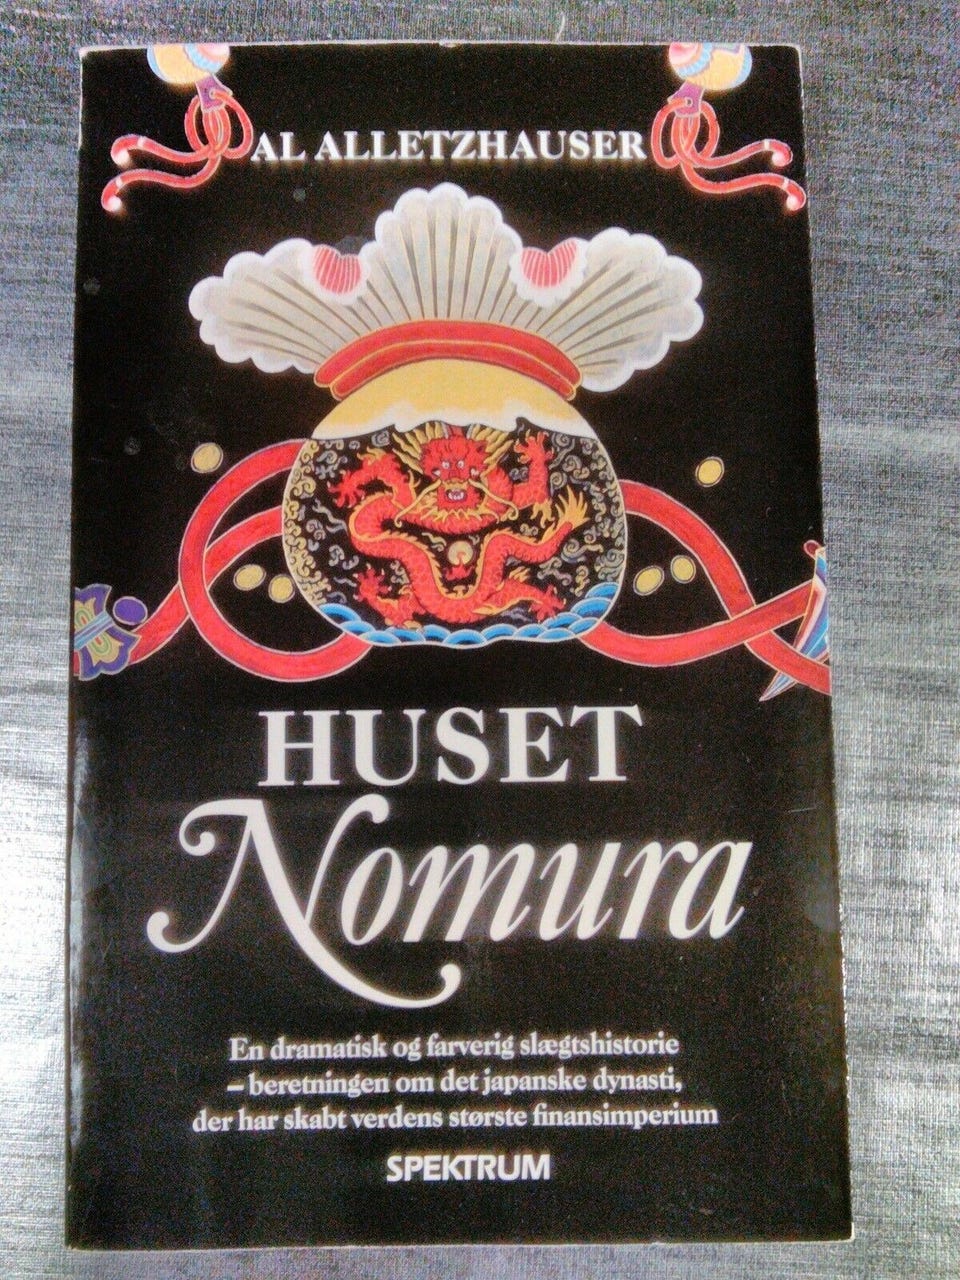 AL ALLETZHAUSER
HUSET
Nomura
En dramatisk og farverig slægtshistorie
– beretningen om det japanske dynasti,
der har skabt verdens største finansimperium
SPEKTRUM